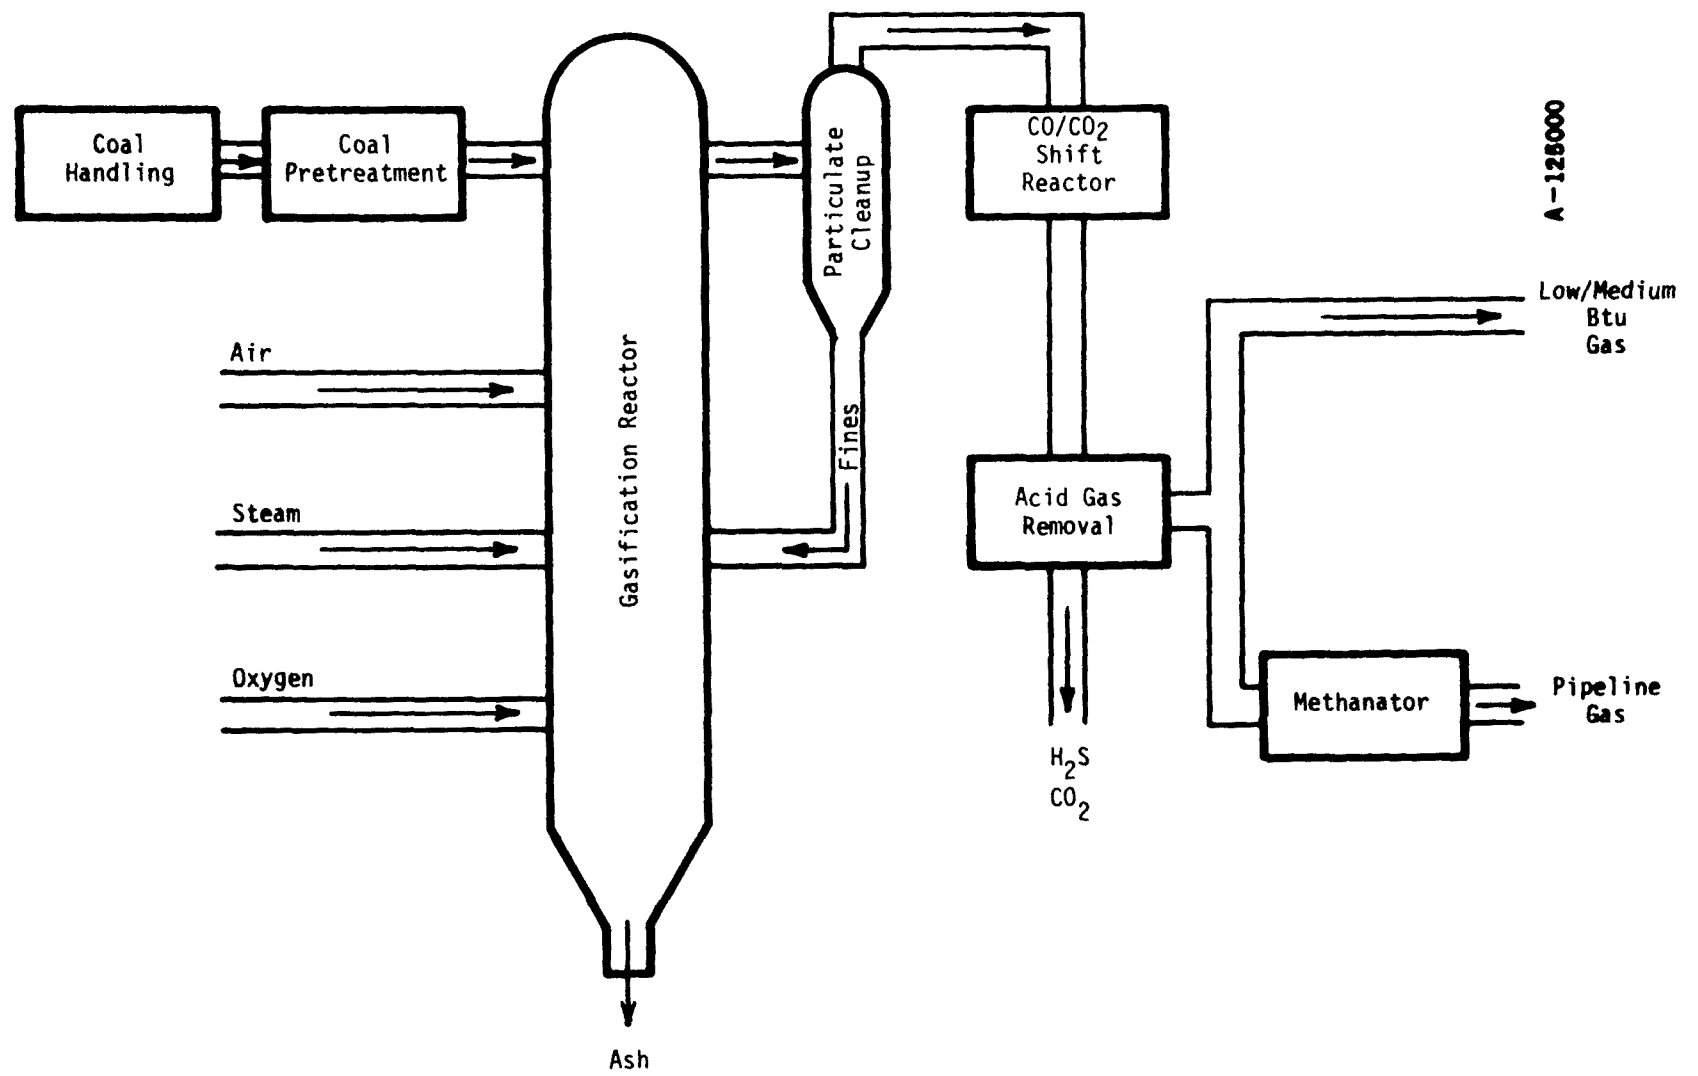 Coal
Handling
Coal
Pretreatment
Air
Steam
Oxygen
Gasification Reactor
Ash
Particulate
Cleanup
Fines
CO/CO2
Shift
Reactor
Acid Gas
Removal
H2S
CO2
Low/Medium
Btu
Gas
Methanator
Pipeline
Gas
A-125000